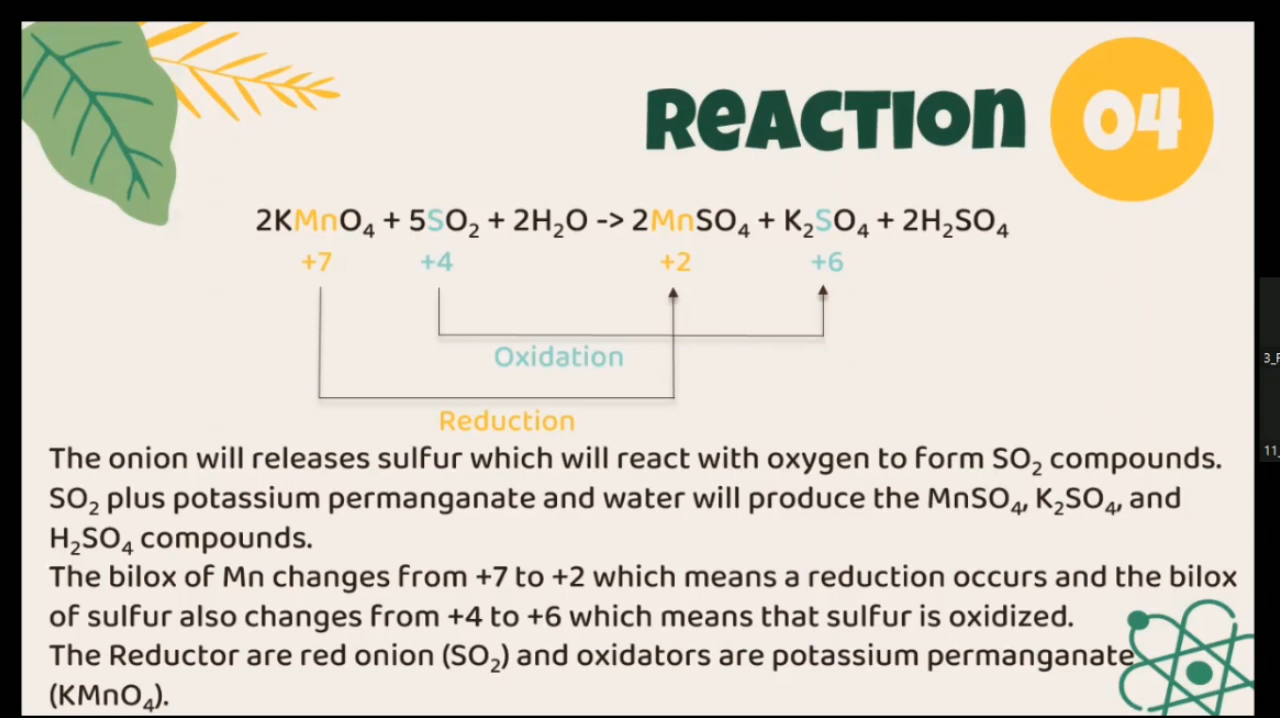 REACTION 04
2KMnO₄ + 5SO₂ + 2H₂O -> 2MnSO₄ + K₂SO₄ + 2H₂SO₄
+7 +4 +2 +6
Oxidation
Reduction
The onion will releases sulfur which will react with oxygen to form SO₂ compounds.
SO₂ plus potassium permanganate and water will produce the MnSO₄, K₂SO₄, and
H₂SO₄ compounds.
The bilox of Mn changes from +7 to +2 which means a reduction occurs and the bilox
of sulfur also changes from +4 to +6 which means that sulfur is oxidized.
The Reductor are red onion (SO₂) and oxidators are potassium permanganate
(KMnO₄).